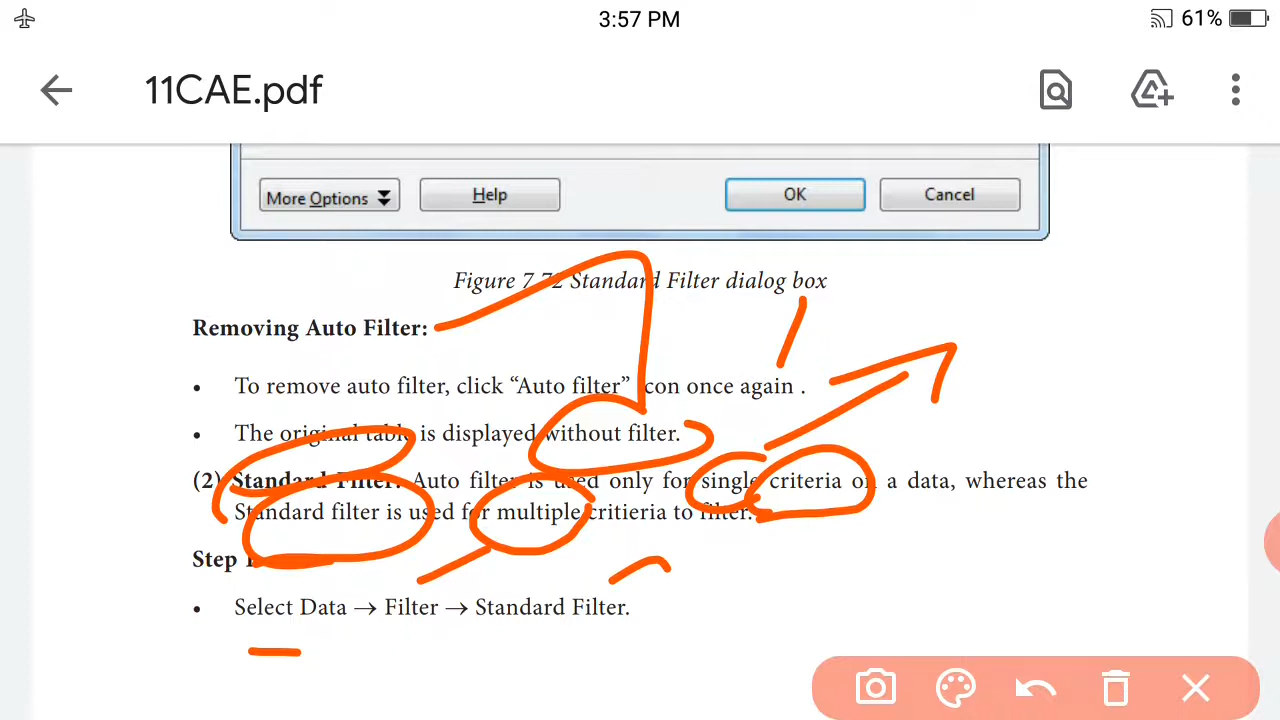 3:57 PM
61%
11CAE.pdf
More Options
Help
OK
Cancel
Figure 7.72 Standard Filter dialog box
Removing Auto Filter:
• To remove auto filter, click “Auto filter” icon once again .
• The original table is displayed without filter.
(2) Standard Filter: Auto filter is used only for single criteria on a data, whereas the
Standard filter is used for multiple critieria to filter.
Step
• Select Data → Filter → Standard Filter.